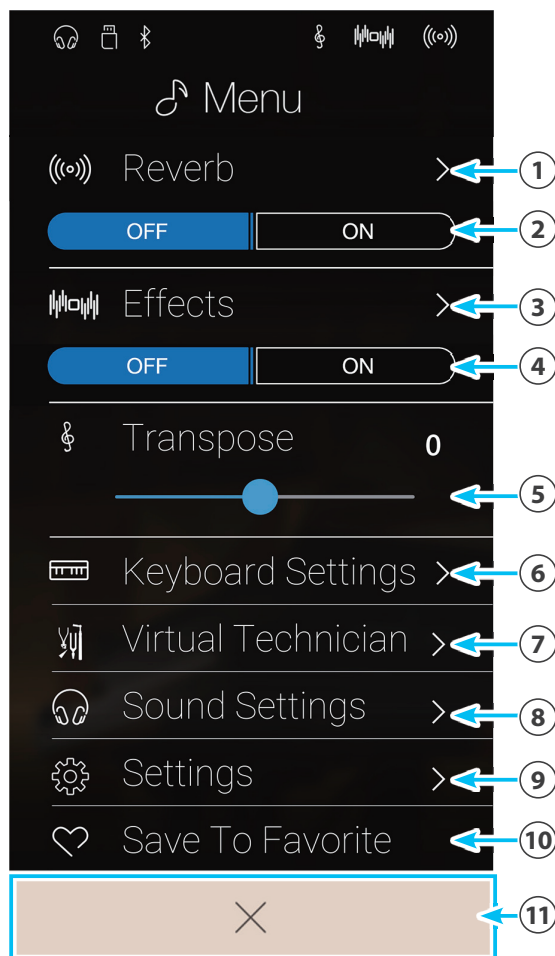 Menu
Reverb
1
OFF ON
2
Effects
3
OFF ON
4
Transpose 0
5
Keyboard Settings
6
Virtual Technician
7
Sound Settings
8
Settings
9
Save To Favorite
10
11